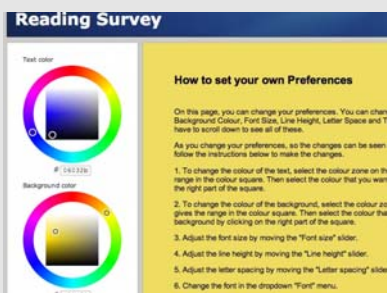 Reading Survey
Text color
#
Background color
How to set your own Preferences
On this page, you can change your preferences. You can chan
Background Colour, Font Size, Line Height, Letter Space and T
have to scroll down to see all of these.
As you change your preferences, so the changes can be seen
follow the instructions below to make the changes.
1. To change the colour of the text, select the colour zone on th
range in the colour square. Then select the colour that you wan
the right part of the square.
2. To change the colour of the background, select the colour zo
gives the range in the colour square. Then select the colour tha
background by clicking on the right part of the square.
3. Adjust the font size by moving the "Font size" slider.
4. Adjust the line height by moving the "Line height" slider.
5. Adjust the letter spacing by moving the "Letter spacing" slide
6. Change the font in the dropdown "Font" menu.